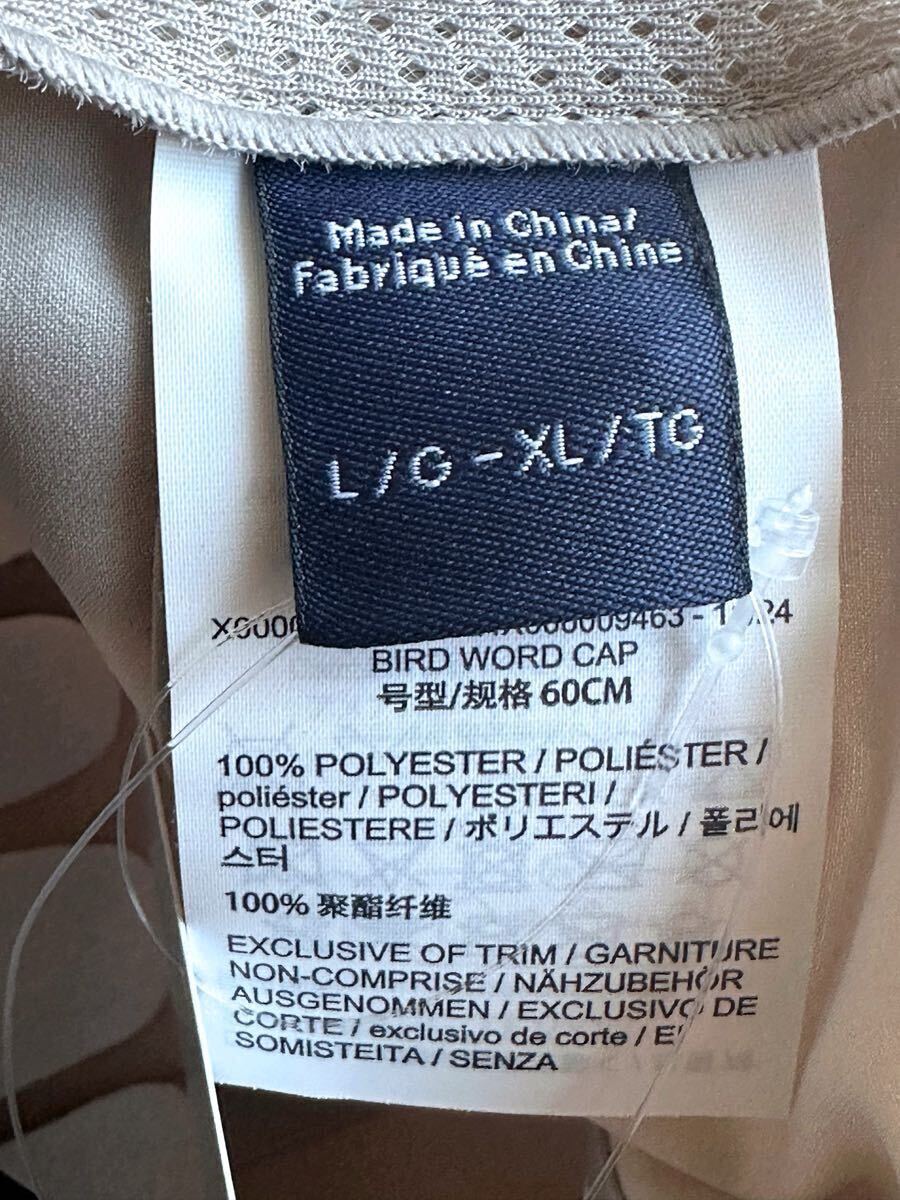 Made in China/
Fabriqué en Chine
L/G - XL/TG
BIRD WORD CAP
号型/规格 60CM
100% POLYESTER / POLIÉSTER /
poliéster / POLYESTERI /
POLIESTERE / ポリエステル / 폴리에
스터
100% 聚酯纤维
EXCLUSIVE OF TRIM / GARNITURE
NON-COMPRISE / NÄHZUBEHÖR
AUSGENOMMEN / EXCLUSIVO DE
CORTE / exclusivo de corte /
SOMISTEITA / SENZA